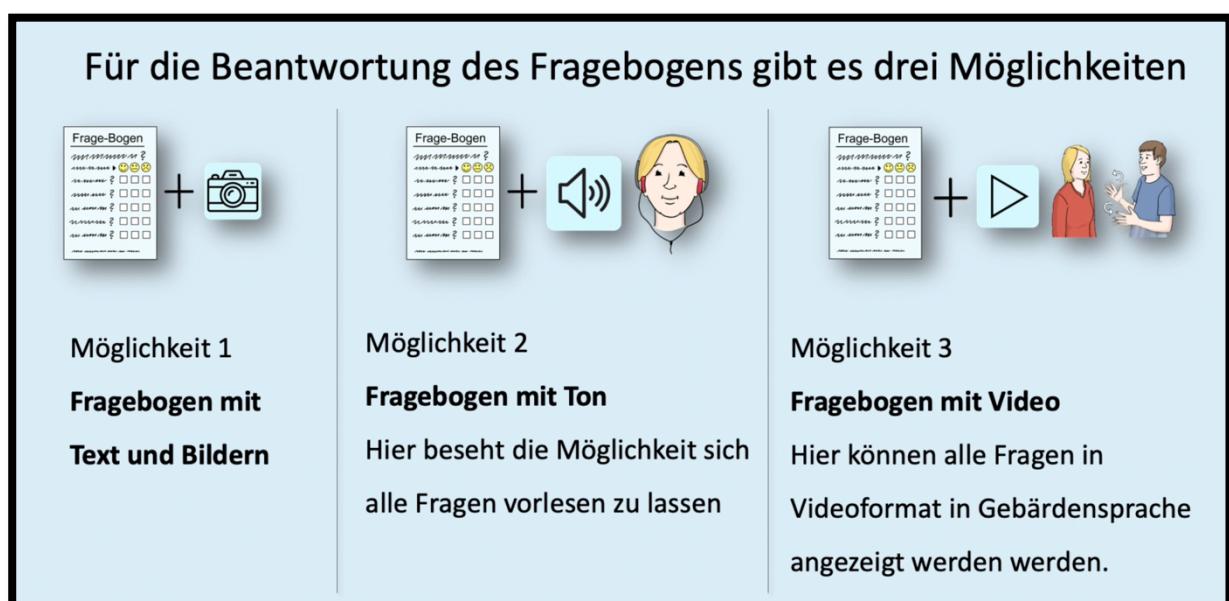 Für die Beantwortung des Fragebogens gibt es drei Möglichkeiten
Frage-Bogen
Möglichkeit 1
Fragebogen mit
Text und Bildern
Frage-Bogen
Möglichkeit 2
Fragebogen mit Ton
Hier beseht die Möglichkeit sich
alle Fragen vorlesen zu lassen
Frage-Bogen
Möglichkeit 3
Fragebogen mit Video
Hier können alle Fragen in
Videoformat in Gebärdensprache
angezeigt werden werden.